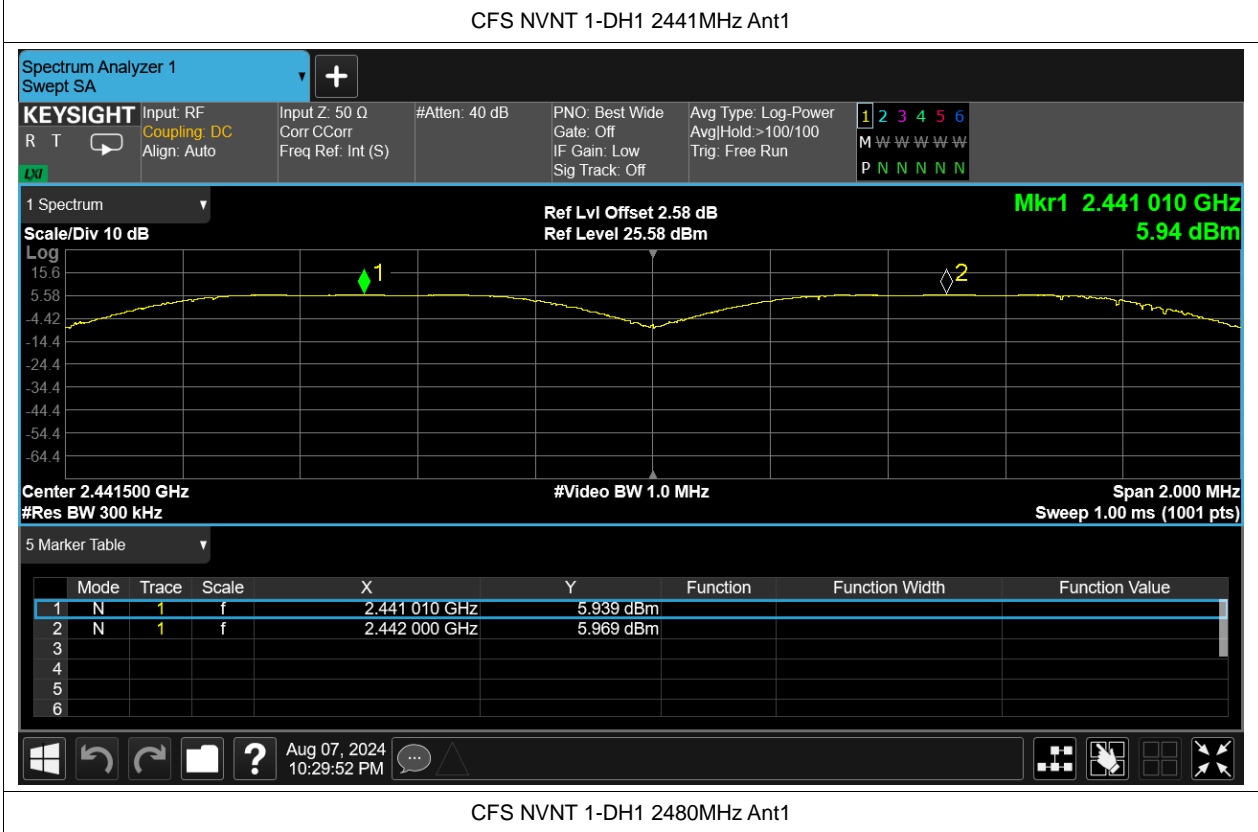 CFS NVNT 1-DH1 2441MHz Ant1
Spectrum Analyzer 1
Swept SA
KEYSIGHT
R T
LXI
Input: RF
Coupling: DC
Align: Auto
Input Z: 50 Ω
Corr CCorr
Freq Ref: Int (S)
#Atten: 40 dB
PNO: Best Wide
Gate: Off
IF Gain: Low
Sig Track: Off
Avg Type: Log-Power
Avg|Hold:>100/100
Trig: Free Run
1 2 3 4 5 6
M W W W W W
P N N N N N
1 Spectrum
Scale/Div 10 dB
Ref Lvl Offset 2.58 dB
Ref Level 25.58 dBm
Mkr1 2.441 010 GHz
5.94 dBm
Log
15.6
5.58
-4.42
-14.4
-24.4
-34.4
-44.4
-54.4
-64.4
1
2
Center 2.441500 GHz
#Video BW 1.0 MHz
Span 2.000 MHz
#Res BW 300 kHz
Sweep 1.00 ms (1001 pts)
5 Marker Table
Mode Trace Scale X Y Function Function Width Function Value
1 N 1 f 2.441 010 GHz 5.939 dBm
2 N 1 f 2.442 000 GHz 5.969 dBm
3
4
5
6
?
Aug 07, 2024
10:29:52 PM
CFS NVNT 1-DH1 2480MHz Ant1